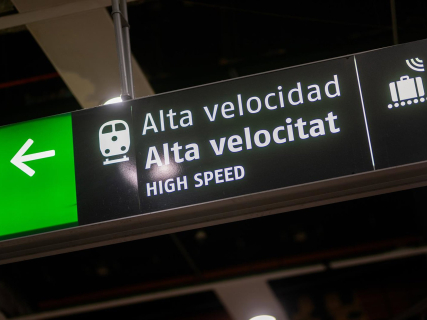 Alta velocidad
Alta velocitat
HIGH SPEED